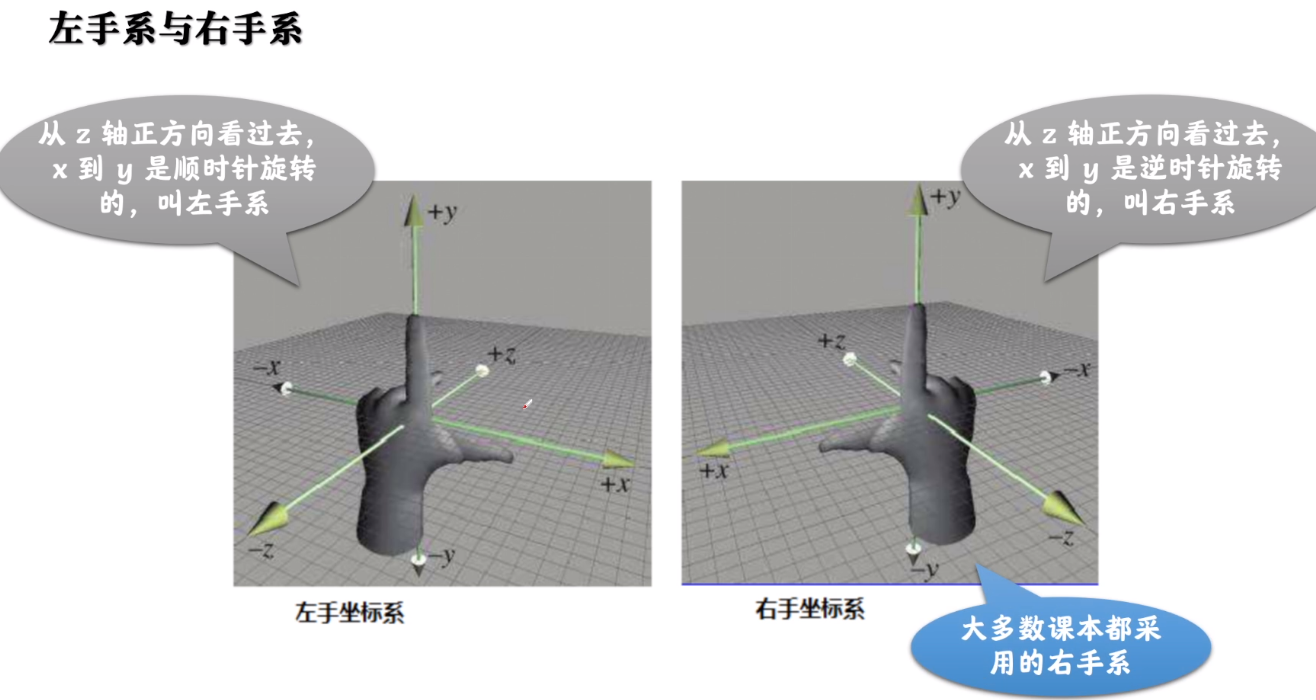 左手系与右手系
从 z 轴正方向看过去，
x 到 y 是顺时针旋转
的，叫左手系
从 z 轴正方向看过去，
x 到 y 是逆时针旋转
的，叫右手系
+y
+z
-x
+x
-z
-y
+y
+z
-x
+x
-z
-y
左手坐标系
右手坐标系
大多数课本都采
用的右手系